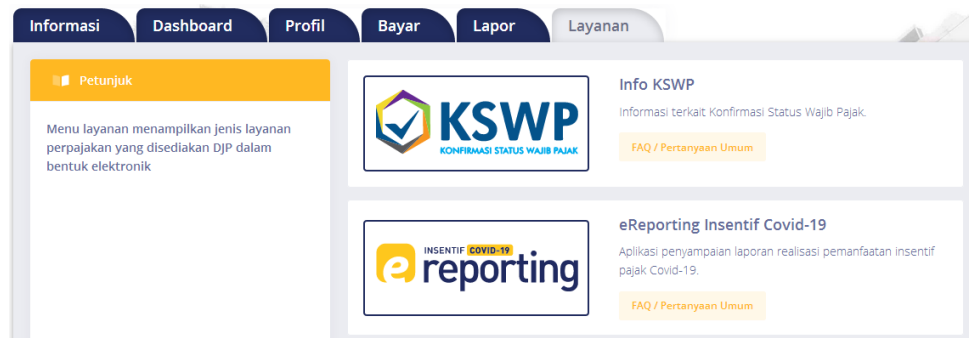 Informasi
Dashboard
Profil
Bayar
Lapor
Layanan
Petunjuk
Menu layanan menampilkan jenis layanan
perpajakan yang disediakan DJP dalam
bentuk elektronik
KSWP
KONFIRMASI STATUS WAJIB PAJAK
Info KSWP
Informasi terkait Konfirmasi Status Wajib Pajak.
FAQ / Pertanyaan Umum
INSENTIF COVID-19
e reporting
eReporting Insentif Covid-19
Aplikasi penyampaian laporan realisasi pemanfaatan insentif
pajak Covid-19.
FAQ / Pertanyaan Umum